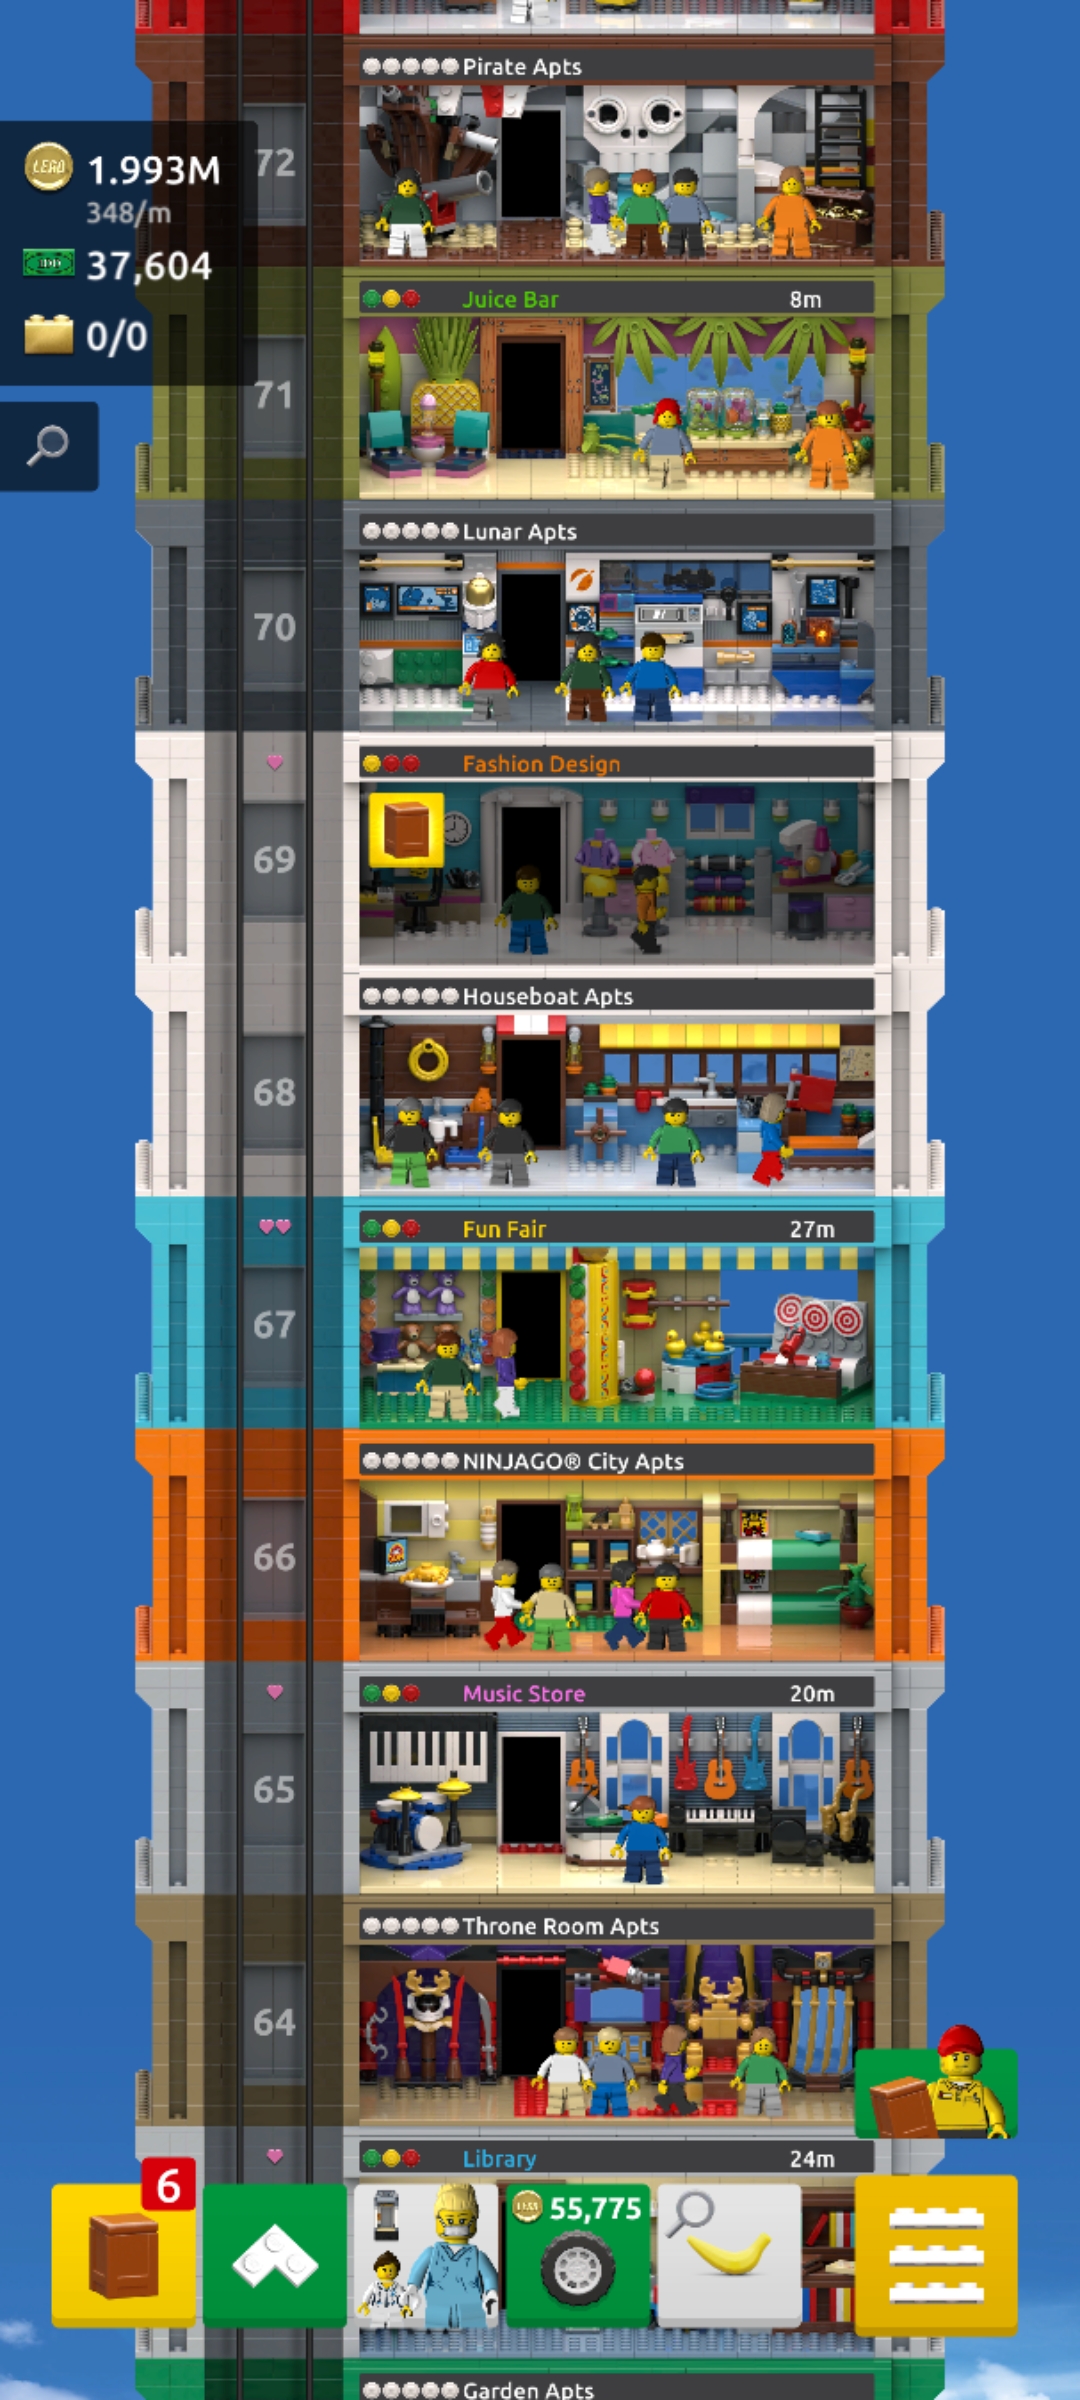 Pirate Apts
72
LEGO 1.993M
348/m
37,604
0/0
Juice Bar 8m
71
Lunar Apts
70
Fashion Design
69
Houseboat Apts
68
Fun Fair 27m
67
NINJAGO® City Apts
66
Music Store 20m
65
Throne Room Apts
64
Library 24m
6
LEGO 55,775
Garden Apts